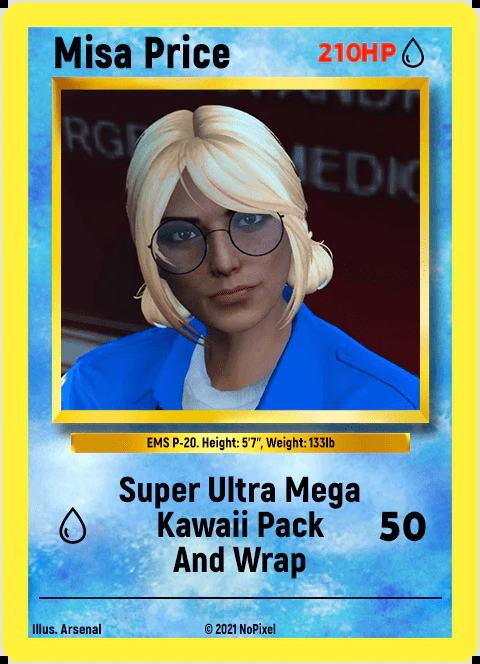 Misa Price
210HP
EMS P-20. Height: 5'7", Weight: 133lb
Super Ultra Mega
Kawaii Pack
And Wrap
50
Illus. Arsenal
© 2021 NoPixel